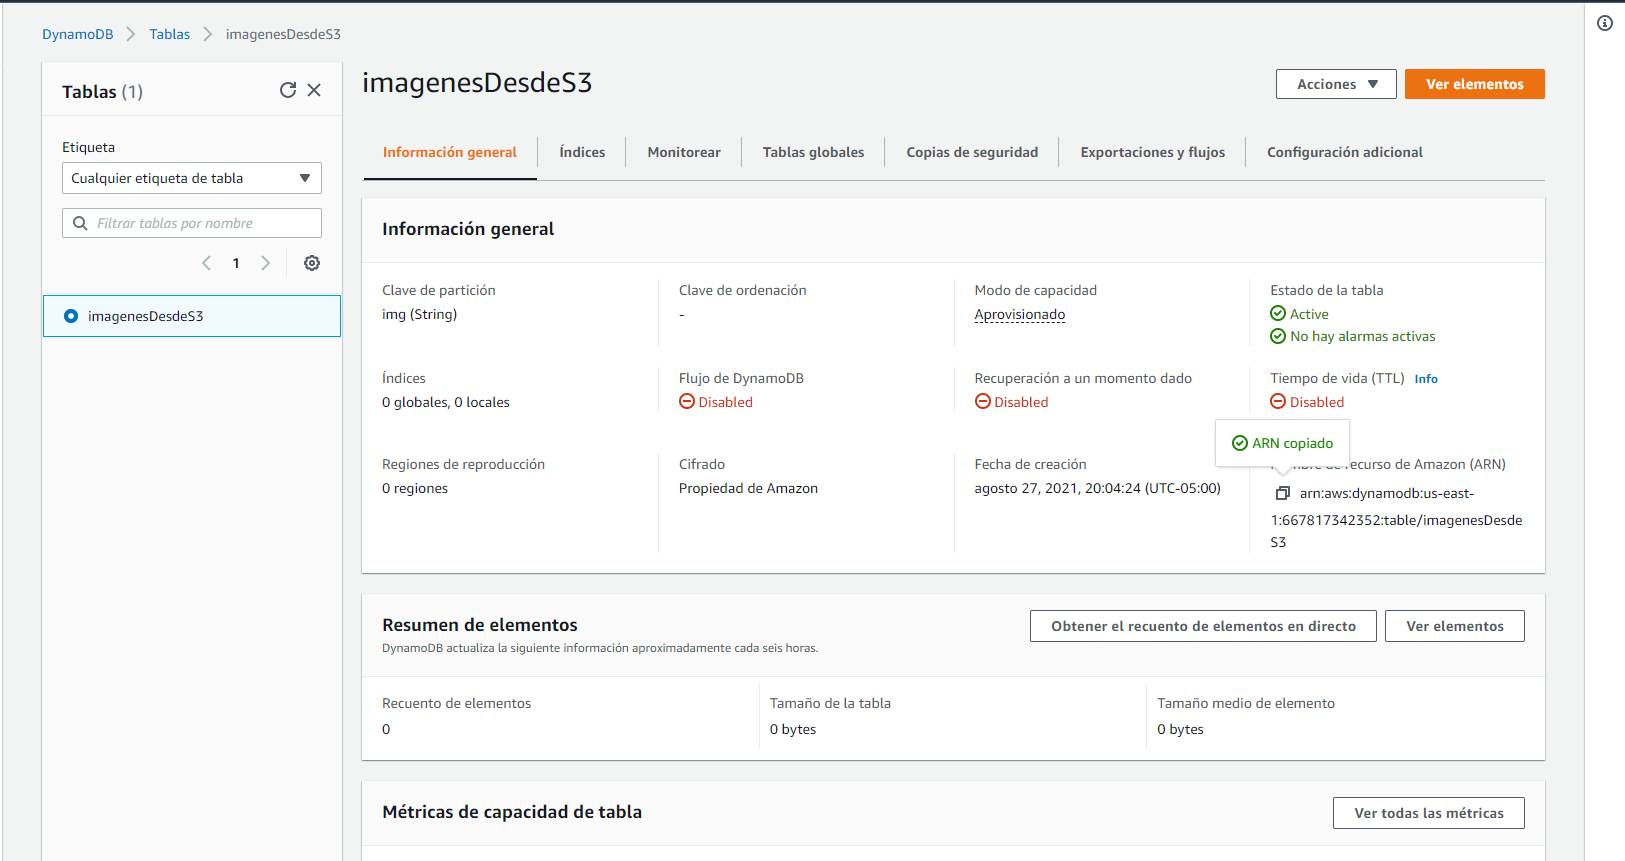 DynamoDB
Tablas
imagenesDesdeS3
Tablas (1)
Etiqueta
Cualquier etiqueta de tabla
Filtrar tablas por nombre
1
imagenesDesdeS3
imagenesDesdeS3
Acciones
Ver elementos
Información general
Índices
Monitorear
Tablas globales
Copias de seguridad
Exportaciones y flujos
Configuración adicional
Información general
Clave de partición
img (String)
Clave de ordenación
-
Modo de capacidad
Aprovisionado
Estado de la tabla
Active
No hay alarmas activas
Índices
0 globales, 0 locales
Flujo de DynamoDB
Disabled
Recuperación a un momento dado
Disabled
Tiempo de vida (TTL) Info
Disabled
ARN copiado
Regiones de reproducción
0 regiones
Cifrado
Propiedad de Amazon
Fecha de creación
agosto 27, 2021, 20:04:24 (UTC-05:00)
de recurso de Amazon (ARN)
arn:aws:dynamodb:us-east-
1:667817342352:table/imagenesDesde
S3
Resumen de elementos
DynamoDB actualiza la siguiente información aproximadamente cada seis horas.
Obtener el recuento de elementos en directo
Ver elementos
Recuento de elementos
0
Tamaño de la tabla
0 bytes
Tamaño medio de elemento
0 bytes
Métricas de capacidad de tabla
Ver todas las métricas